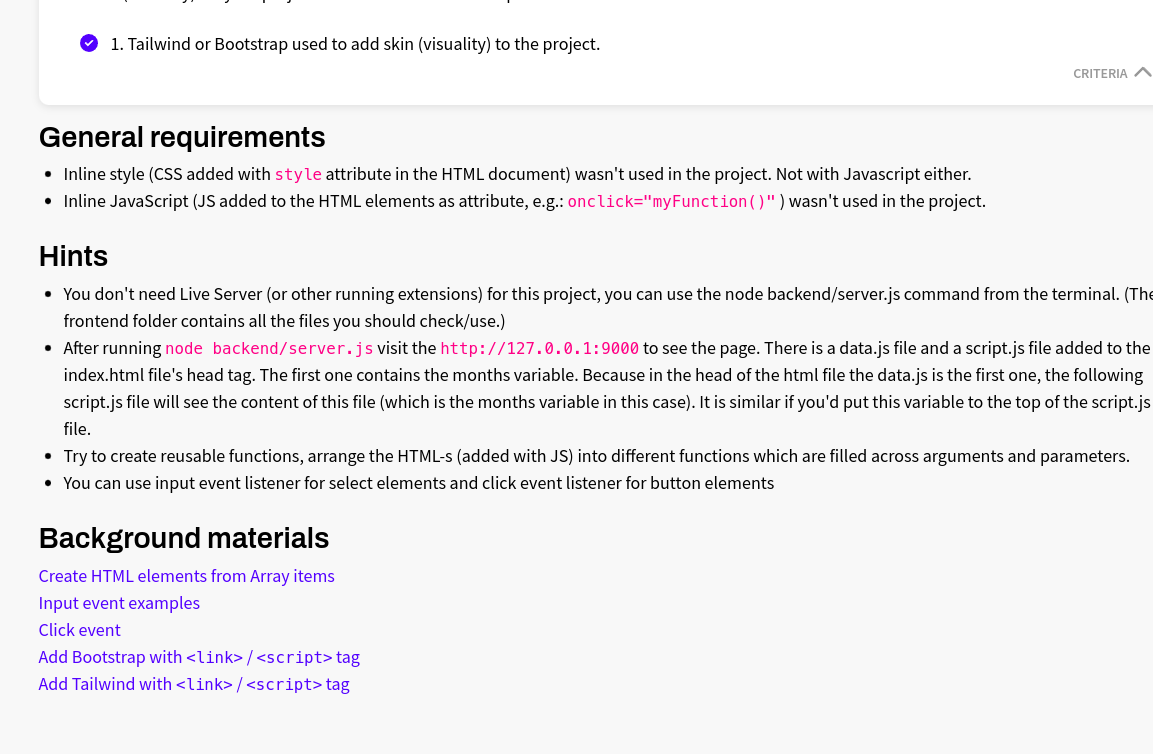 1. Tailwind or Bootstrap used to add skin (visuality) to the project.
CRITERIA
General requirements
• Inline style (CSS added with style attribute in the HTML document) wasn't used in the project. Not with Javascript either.
• Inline JavaScript (JS added to the HTML elements as attribute, e.g.: onclick="myFunction()" ) wasn't used in the project.
Hints
• You don't need Live Server (or other running extensions) for this project, you can use the node backend/server.js command from the terminal. (The
frontend folder contains all the files you should check/use.)
• After running node backend/server.js visit the http://127.0.0.1:9000 to see the page. There is a data.js file and a script.js file added to the
index.html file's head tag. The first one contains the months variable. Because in the head of the html file the data.js is the first one, the following
script.js file will see the content of this file (which is the months variable in this case). It is similar if you'd put this variable to the top of the script.js
file.
• Try to create reusable functions, arrange the HTML-s (added with JS) into different functions which are filled across arguments and parameters.
• You can use input event listener for select elements and click event listener for button elements
Background materials
Create HTML elements from Array items
Input event examples
Click event
Add Bootstrap with <link> / <script> tag
Add Tailwind with <link> / <script> tag